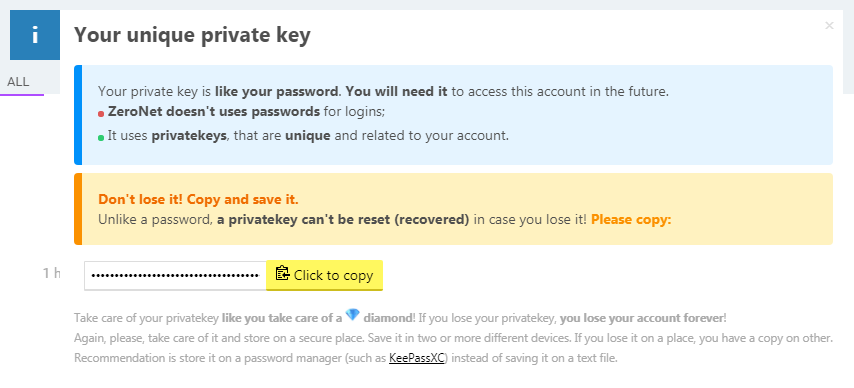 i
Your unique private key
×
ALL
Your private key is like your password. You will need it to access this account in the future.
ZeroNet doesn't uses passwords for logins;
It uses privatekeys, that are unique and related to your account.
Don't lose it! Copy and save it.
Unlike a password, a privatekey can't be reset (recovered) in case you lose it! Please copy:
1 h
Click to copy
Take care of your privatekey like you take care of a 💎 diamond! If you lose your privatekey, you lose your account forever!
Again, please, take care of it and store on a secure place. Save it in two or more different devices. If you lose it on a place, you have a copy on other.
Recommendation is store it on a password manager (such as KeePassXC) instead of saving it on a text file.